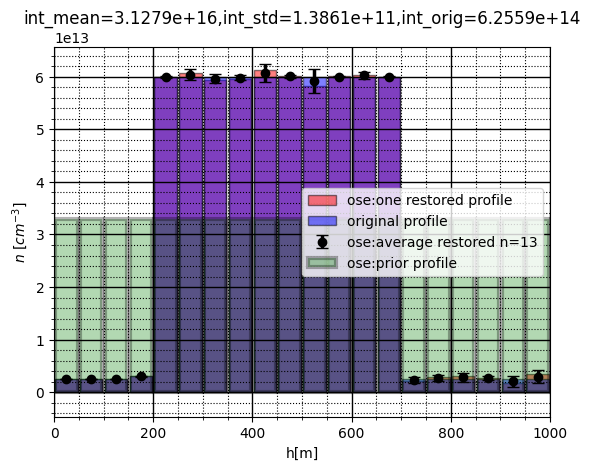 int_mean=3.1279e+16,int_std=1.3861e+11,int_orig=6.2559e+14
1e13
6
5
4
3
2
1
0
n [cm⁻³]
ose:one restored profile
original profile
ose:average restored n=13
ose:prior profile
0 200 400 600 800 1000
h[m]